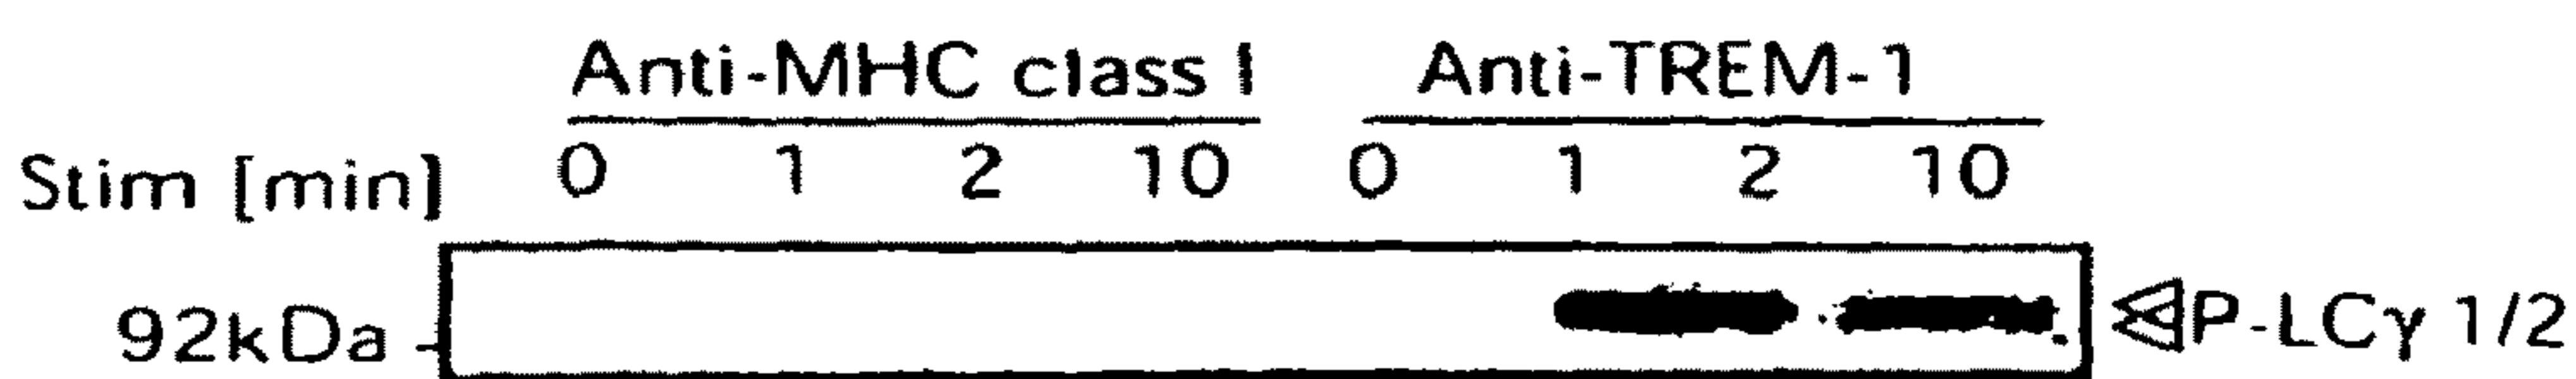 Anti-MHC class I Anti-TREM-1
Stim [min] 0 1 2 10 0 1 2 10
92kDa P-LCγ 1/2